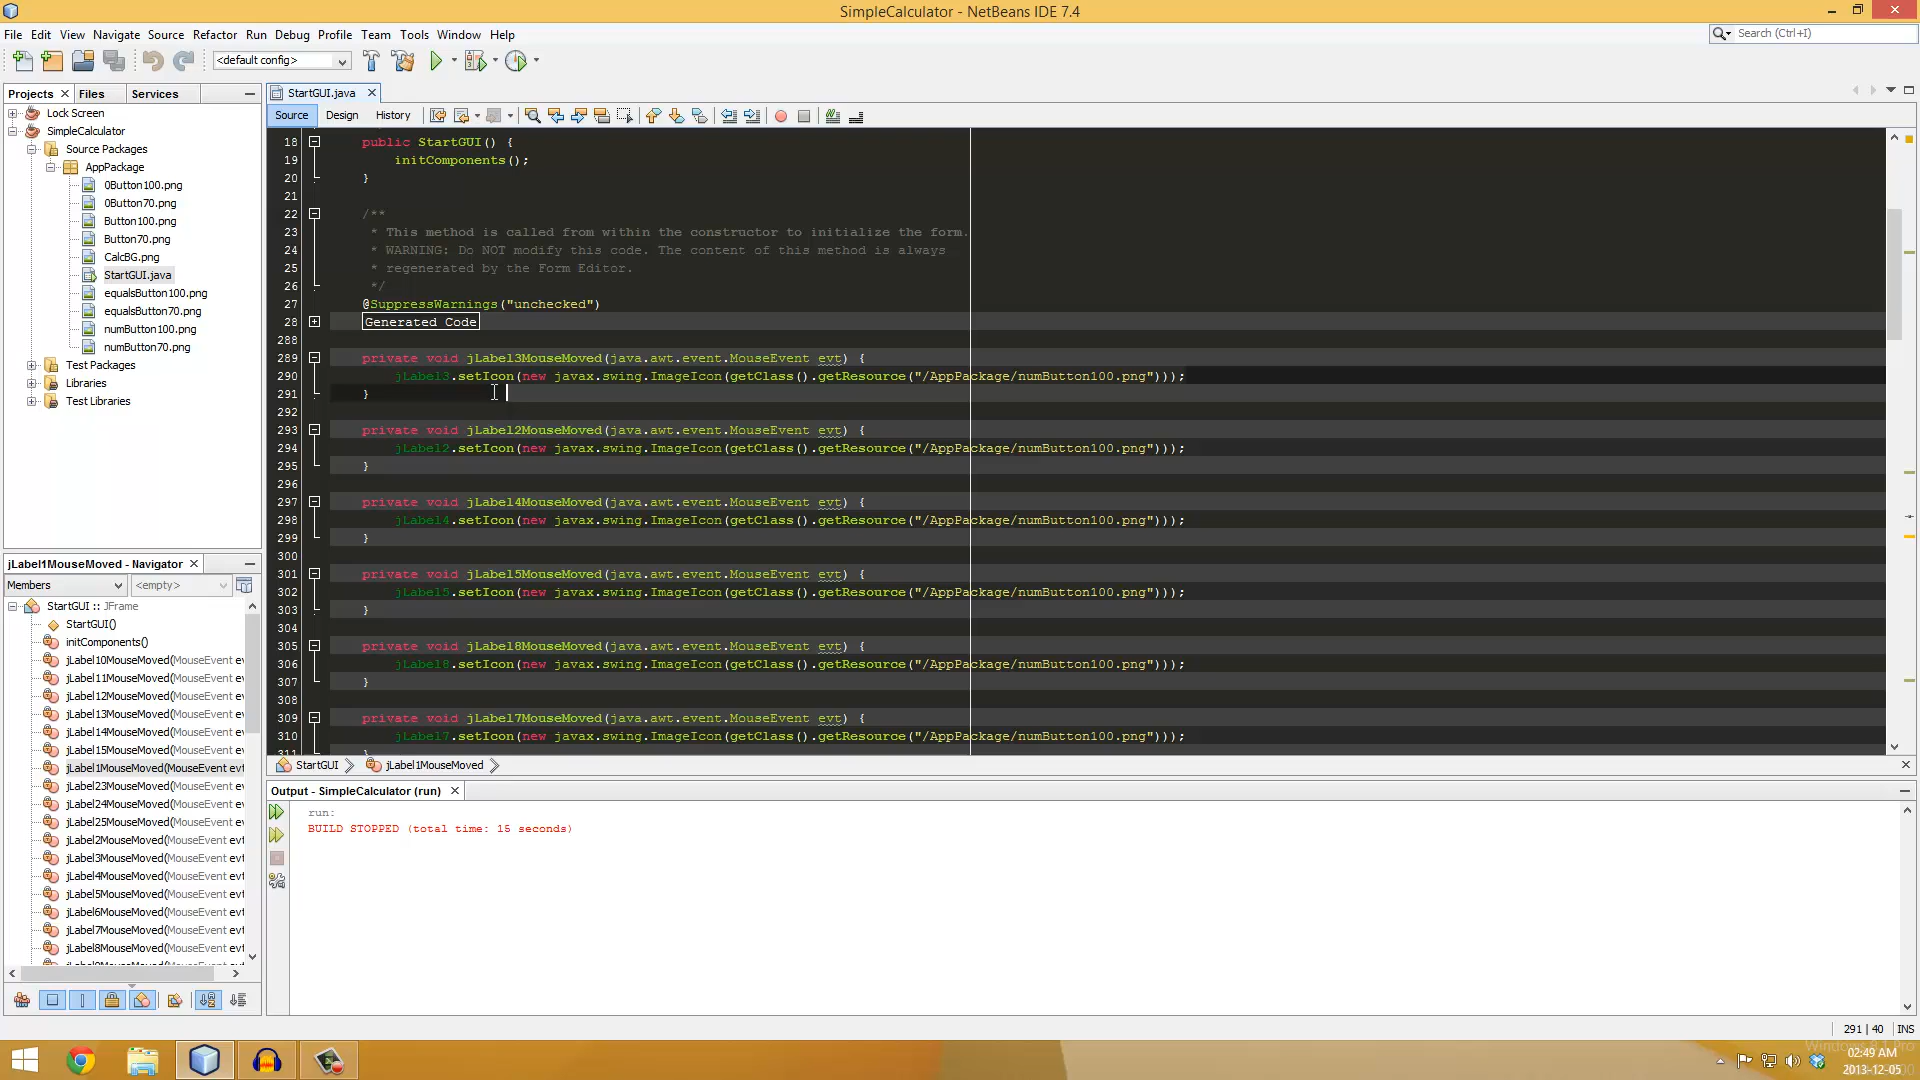 SimpleCalculator - NetBeans IDE 7.4
File Edit View Navigate Source Refactor Run Debug Profile Team Tools Window Help
Search (Ctrl+I)
<default config>
Projects Files Services
Lock Screen
SimpleCalculator
Source Packages
AppPackage
0Button100.png
0Button70.png
Button100.png
Button70.png
CalcBG.png
StartGUI.java
equalsButton100.png
equalsButton70.png
numButton100.png
numButton70.png
Test Packages
Libraries
Test Libraries
StartGUI.java
Source Design History
18 public StartGUI() {
19 initComponents();
20 }
21
22 /**
23 * This method is called from within the constructor to initialize the form.
24 * WARNING: Do NOT modify this code. The content of this method is always
25 * regenerated by the Form Editor.
26 */
27 @SuppressWarnings("unchecked")
28 Generated Code
288
289 private void jLabel3MouseMoved(java.awt.event.MouseEvent evt) {
290 jLabel3.setIcon(new javax.swing.ImageIcon(getClass().getResource("/AppPackage/numButton100.png")));
291 }
292
293 private void jLabel2MouseMoved(java.awt.event.MouseEvent evt) {
294 jLabel2.setIcon(new javax.swing.ImageIcon(getClass().getResource("/AppPackage/numButton100.png")));
295 }
296
297 private void jLabel4MouseMoved(java.awt.event.MouseEvent evt) {
298 jLabel4.setIcon(new javax.swing.ImageIcon(getClass().getResource("/AppPackage/numButton100.png")));
299 }
300
301 private void jLabel5MouseMoved(java.awt.event.MouseEvent evt) {
302 jLabel5.setIcon(new javax.swing.ImageIcon(getClass().getResource("/AppPackage/numButton100.png")));
303 }
304
305 private void jLabel8MouseMoved(java.awt.event.MouseEvent evt) {
306 jLabel8.setIcon(new javax.swing.ImageIcon(getClass().getResource("/AppPackage/numButton100.png")));
307 }
308
309 private void jLabel7MouseMoved(java.awt.event.MouseEvent evt) {
310 jLabel7.setIcon(new javax.swing.ImageIcon(getClass().getResource("/AppPackage/numButton100.png")));
311 }
StartGUI jLabel1MouseMoved
jLabel1MouseMoved - Navigator
Members <empty>
StartGUI :: JFrame
StartGUI()
initComponents()
jLabel10MouseMoved(MouseEvent ev
jLabel11MouseMoved(MouseEvent ev
jLabel12MouseMoved(MouseEvent ev
jLabel13MouseMoved(MouseEvent ev
jLabel14MouseMoved(MouseEvent ev
jLabel15MouseMoved(MouseEvent ev
jLabel1MouseMoved(MouseEvent evt
jLabel23MouseMoved(MouseEvent ev
jLabel24MouseMoved(MouseEvent ev
jLabel25MouseMoved(MouseEvent ev
jLabel2MouseMoved(MouseEvent evt
jLabel3MouseMoved(MouseEvent evt
jLabel4MouseMoved(MouseEvent evt
jLabel5MouseMoved(MouseEvent evt
jLabel6MouseMoved(MouseEvent evt
jLabel7MouseMoved(MouseEvent evt
jLabel8MouseMoved(MouseEvent evt
Output - SimpleCalculator (run)
run:
BUILD STOPPED (total time: 15 seconds)
291 | 40 INS
Windows 8.1 Pro
02:49 AM
2013-12-05